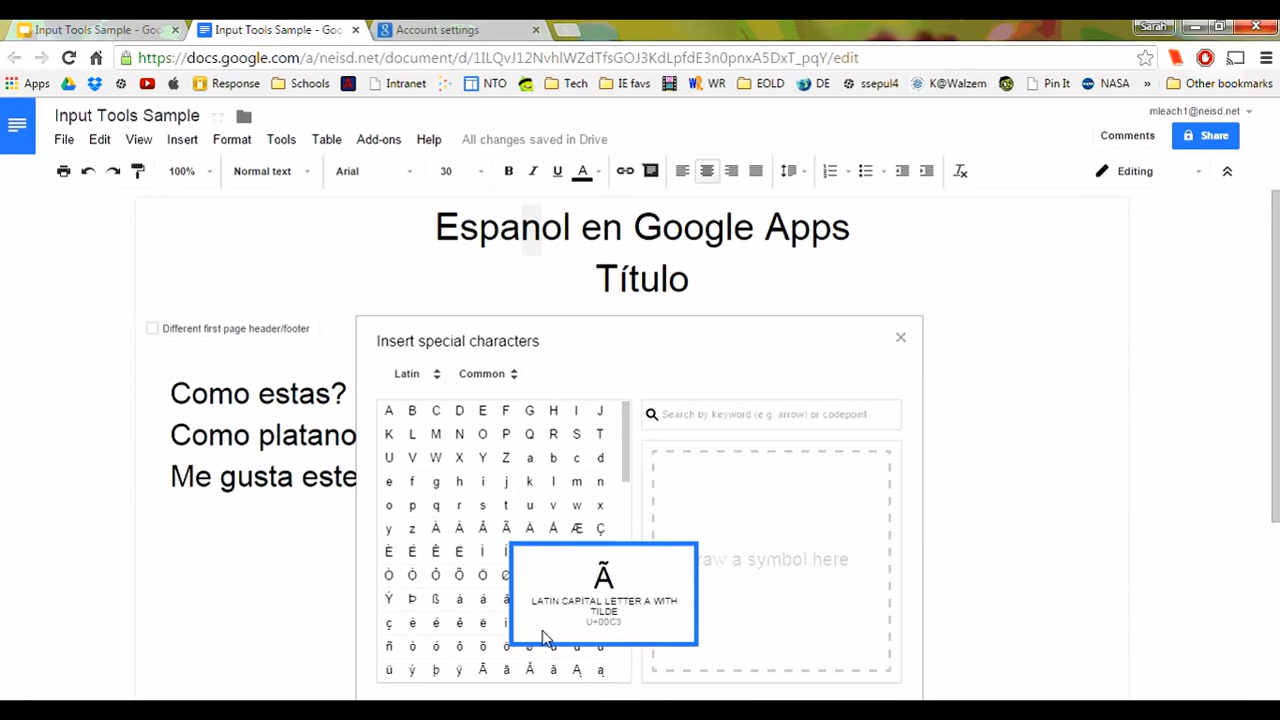 Input Tools Sample - Goo
Input Tools Sample - Goo
Account settings
Sarah
https://docs.google.com/a/neisd.net/document/d/1ILQvI12NvhlWZdTfsGOJ3KdLpfdE3n0pnxA5DxT_pqY/edit
Apps
Response
Schools
Intranet
NTO
Tech
IE favs
WR
EOLD
DE
ssepul4
K@Walzem
Pin It
NASA
»
Other bookmarks
Input Tools Sample
mleach1@neisd.net
File Edit View Insert Format Tools Table Add-ons Help All changes saved in Drive
Comments
Share
100% Normal text Arial 30 B I U A Editing
Espanol en Google Apps
Título
Different first page header/footer
Como estas?
Como platano
Me gusta este
Insert special characters
Latin Common
Search by keyword (e.g. arrow) or codepoint
A B C D E F G H I J
K L M N O P Q R S T
U V W X Y Z a b c d
e f g h i j k l m n
o p q r s t u v w x
y z À Á Â Ã Ä Å Æ Ç
È É Ê Ë Ì
Ò Ó Ô Õ Ö Ø
Ý Þ ß à á
ç è é ê ë
ñ ò ó ô õ
ü ý þ ÿ Ā ā Ă ă Ą ą
raw a symbol here
Ã
LATIN CAPITAL LETTER A WITH
TILDE
U+00C3